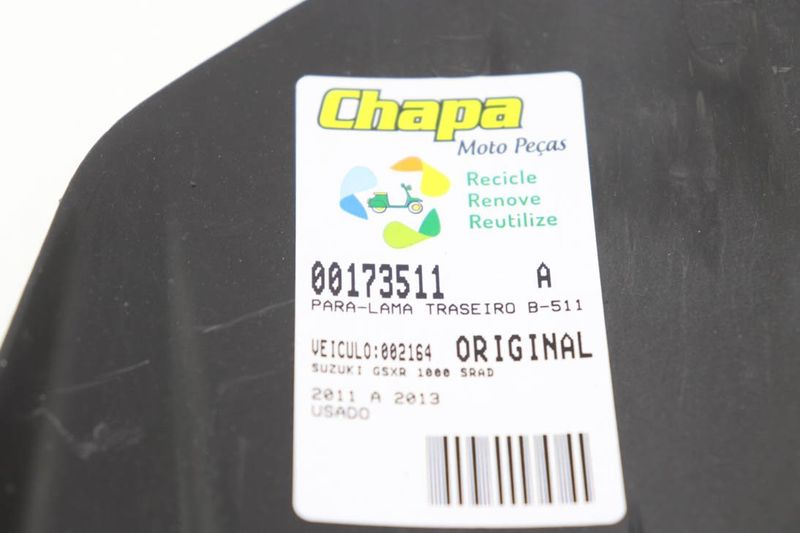 Chapa
Moto Peças
Recicle
Renove
Reutilize
00173511 A
PARA-LAMA TRASEIRO B-511
VEICULO:002164 ORIGINAL
SUZUKI GSXR 1000 SRAD
2011 A 2013
USADO